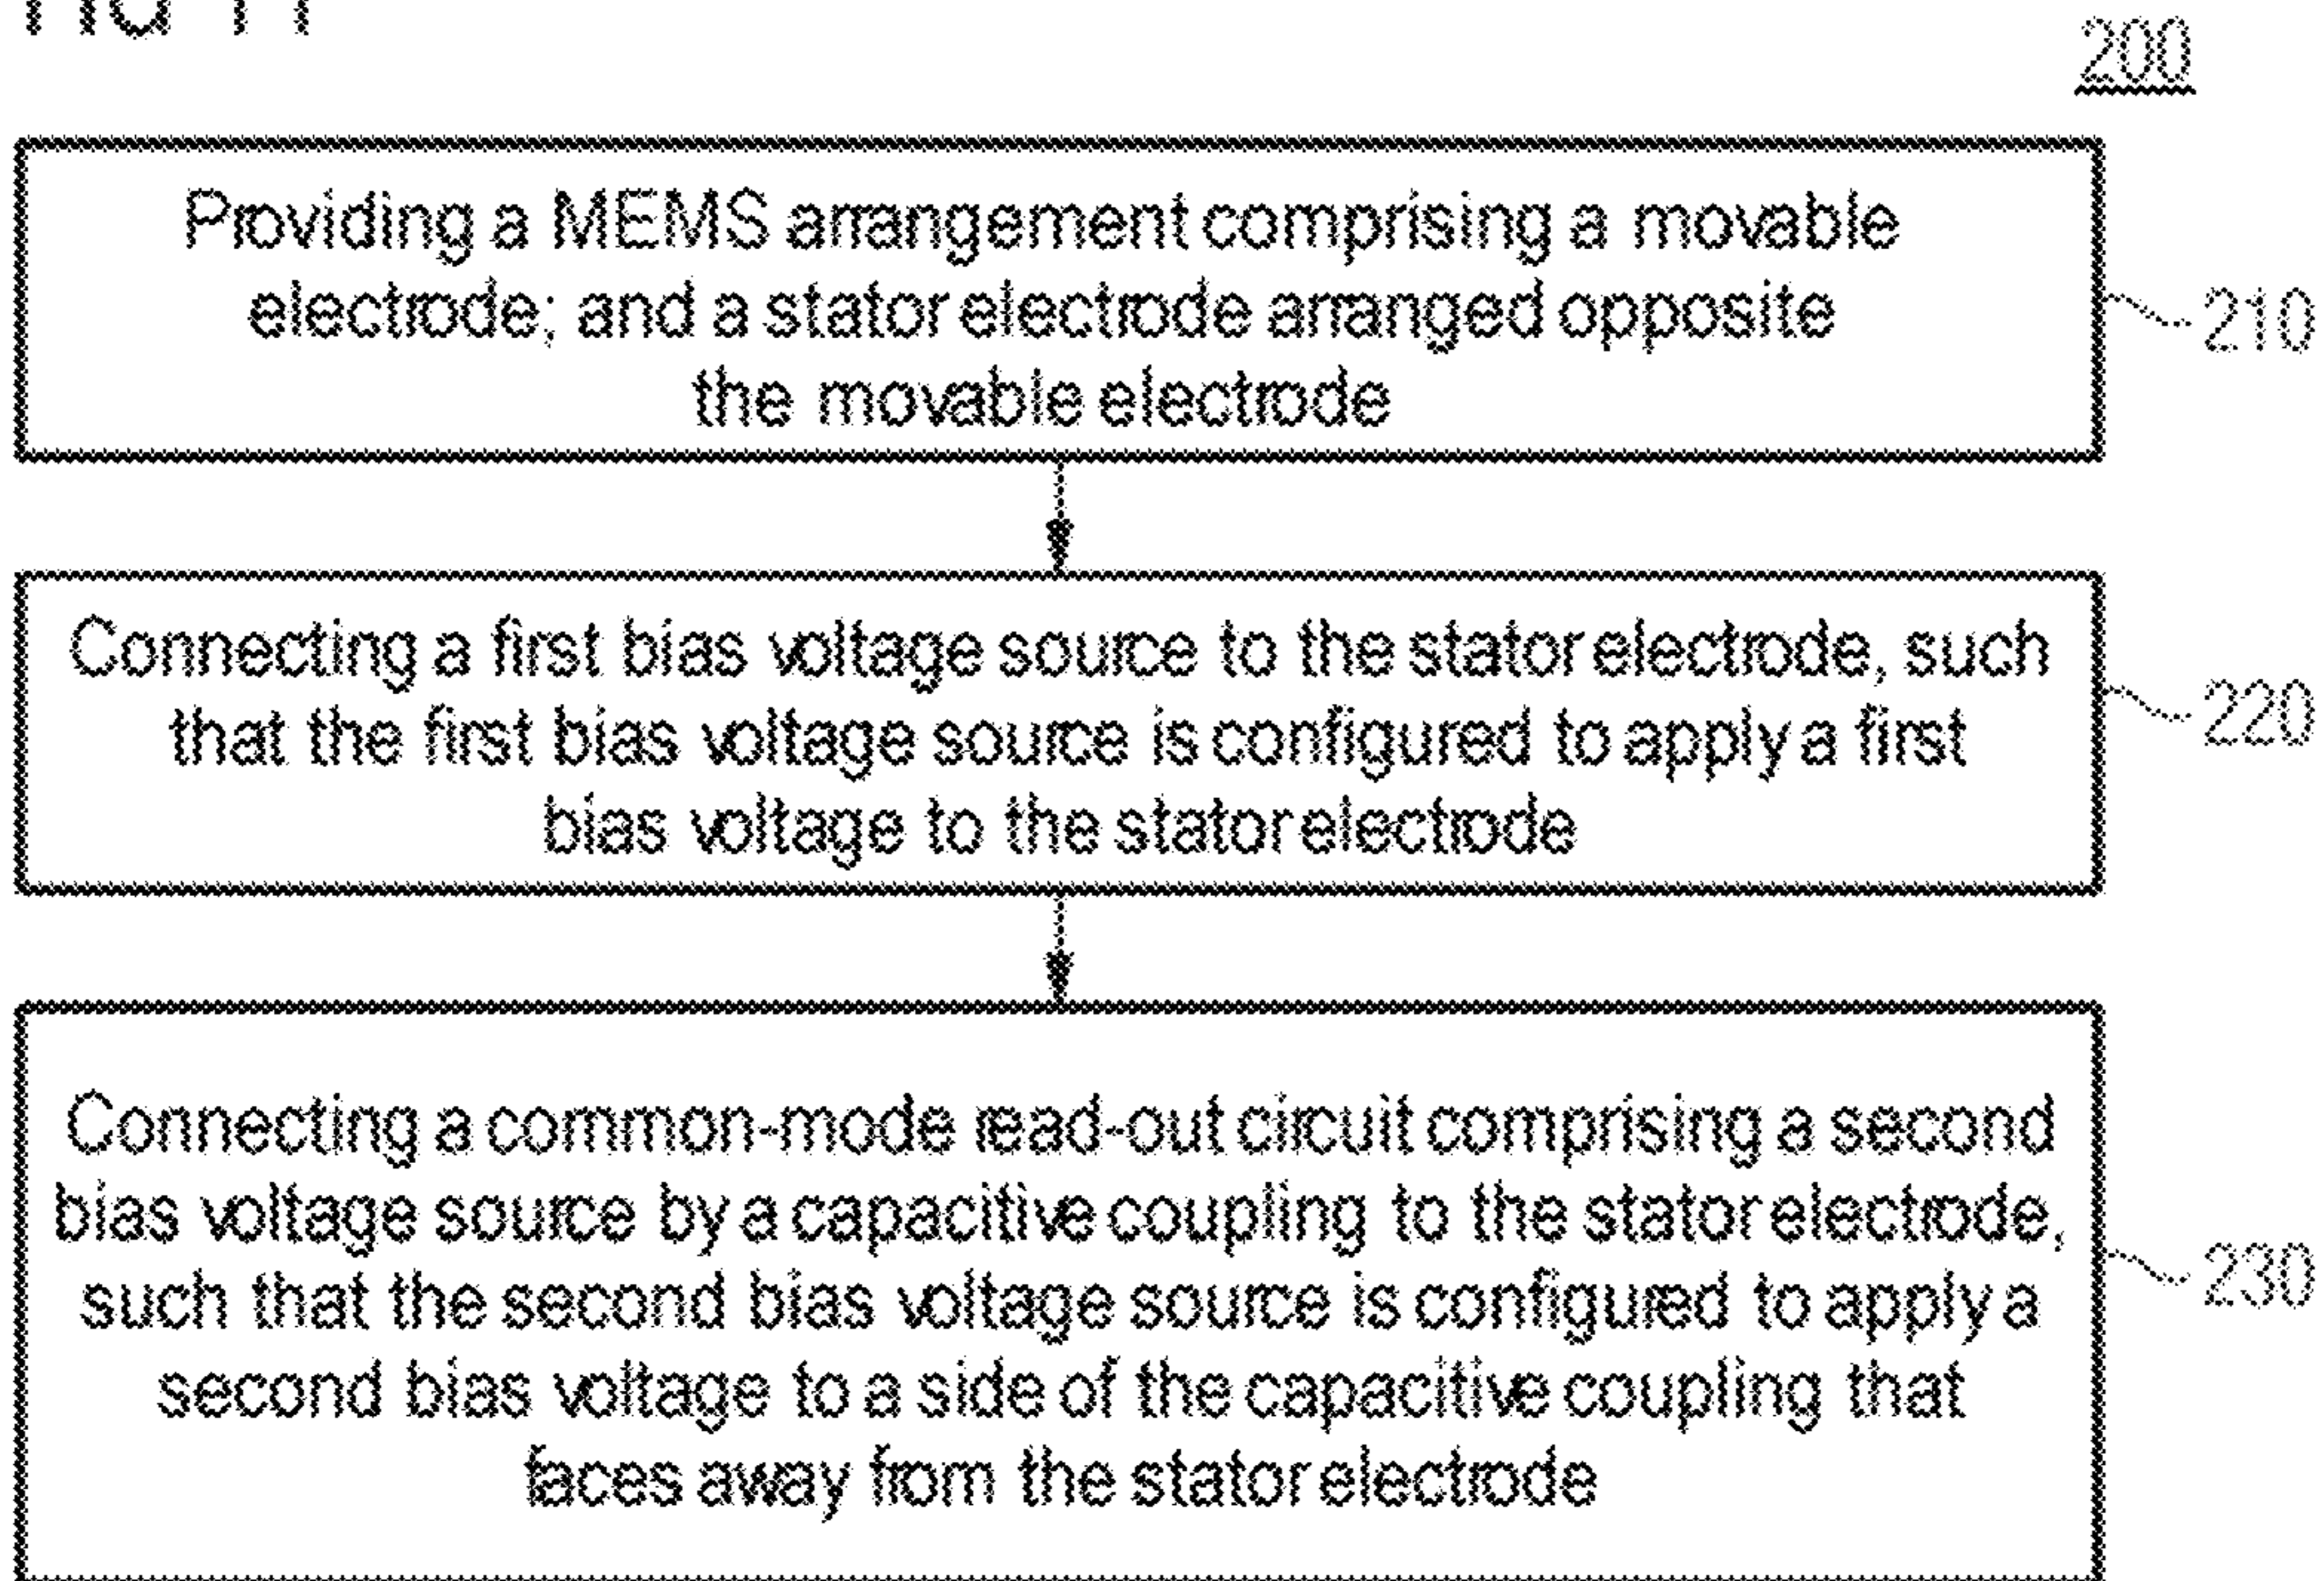 FIG 11
200
Providing a MEMS arrangement comprising a movable
electrode; and a stator electrode arranged opposite
the movable electrode
210
Connecting a first bias voltage source to the stator electrode, such
that the first bias voltage source is configured to apply a first
bias voltage to the stator electrode
220
Connecting a common-mode read-out circuit comprising a second
bias voltage source by a capacitive coupling to the stator electrode,
such that the second bias voltage source is configured to apply a
second bias voltage to a side of the capacitive coupling that
faces away from the stator electrode
230